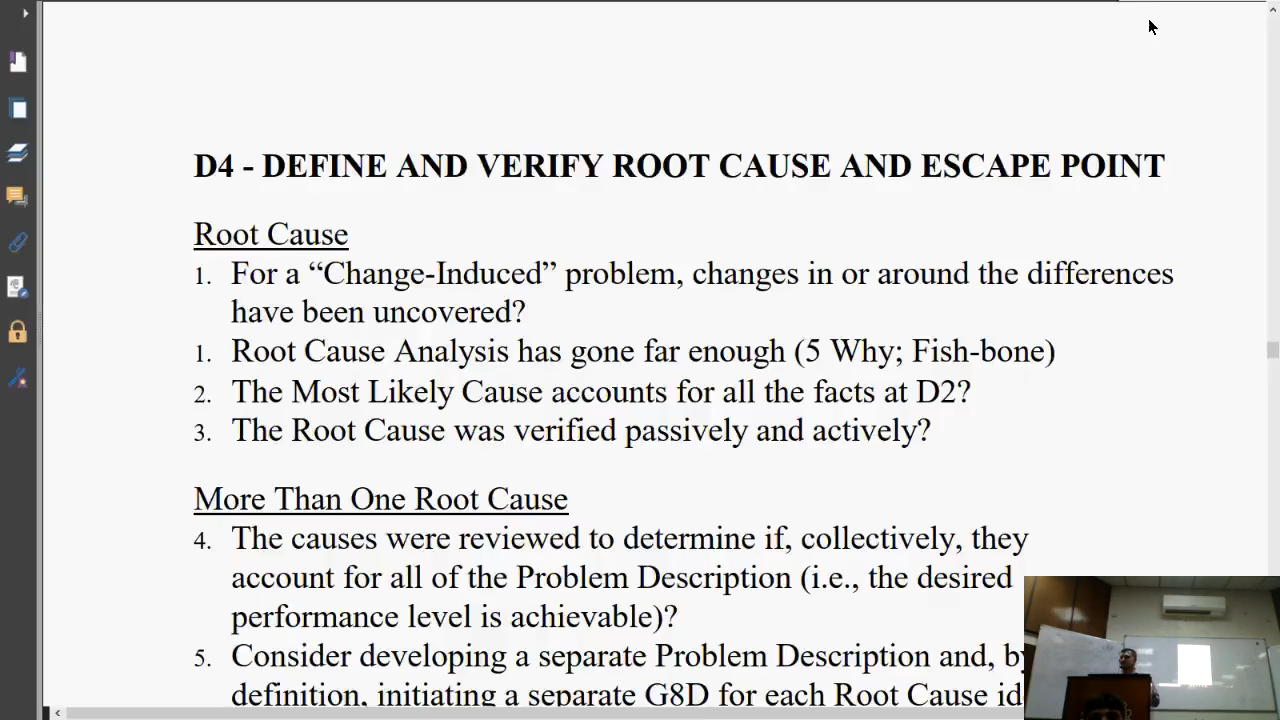 D4 - DEFINE AND VERIFY ROOT CAUSE AND ESCAPE POINT
Root Cause
1. For a “Change-Induced” problem, changes in or around the differences
have been uncovered?
1. Root Cause Analysis has gone far enough (5 Why; Fish-bone)
2. The Most Likely Cause accounts for all the facts at D2?
3. The Root Cause was verified passively and actively?
More Than One Root Cause
4. The causes were reviewed to determine if, collectively, they
account for all of the Problem Description (i.e., the desired
performance level is achievable)?
5. Consider developing a separate Problem Description and, by
definition, initiating a separate G8D for each Root Cause